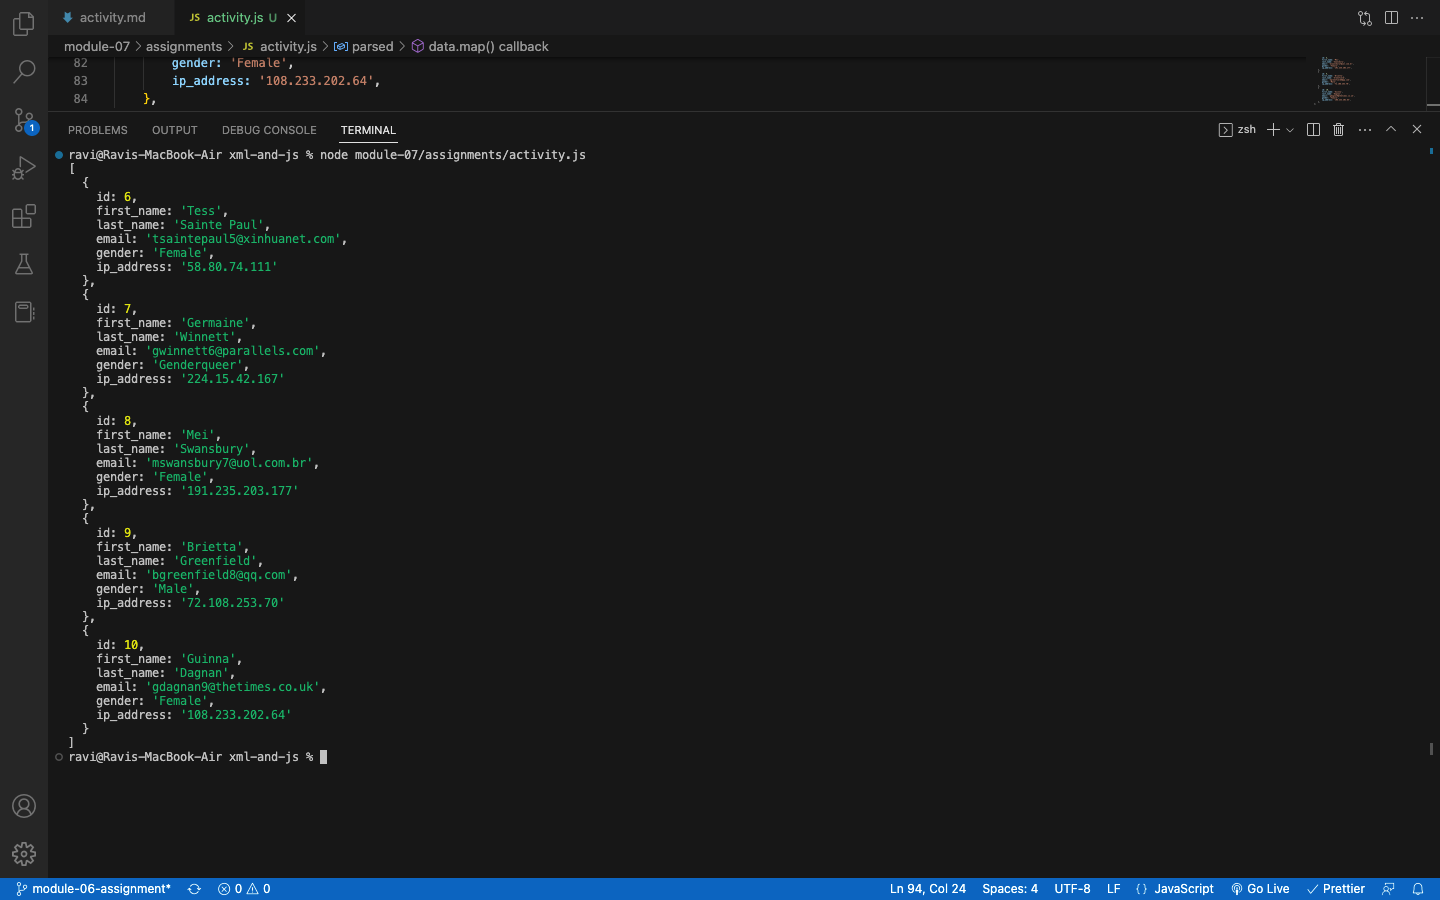 activity.md
JS activity.js U
module-07 > assignments > JS activity.js > parsed > data.map() callback
82 gender: 'Female',
83 ip_address: '108.233.202.64',
84 },
PROBLEMS OUTPUT DEBUG CONSOLE TERMINAL
zsh
ravi@Ravis-MacBook-Air xml-and-js % node module-07/assignments/activity.js
[
{
id: 6,
first_name: 'Tess',
last_name: 'Sainte Paul',
email: 'tsaintepaul5@xinhuanet.com',
gender: 'Female',
ip_address: '58.80.74.111'
},
{
id: 7,
first_name: 'Germaine',
last_name: 'Winnett',
email: 'gwinnett6@parallels.com',
gender: 'Genderqueer',
ip_address: '224.15.42.167'
},
{
id: 8,
first_name: 'Mei',
last_name: 'Swansbury',
email: 'mswansbury7@uol.com.br',
gender: 'Female',
ip_address: '191.235.203.177'
},
{
id: 9,
first_name: 'Brietta',
last_name: 'Greenfield',
email: 'bgreenfield8@qq.com',
gender: 'Male',
ip_address: '72.108.253.70'
},
{
id: 10,
first_name: 'Guinna',
last_name: 'Dagnan',
email: 'gdagnan9@thetimes.co.uk',
gender: 'Female',
ip_address: '108.233.202.64'
}
]
ravi@Ravis-MacBook-Air xml-and-js %
1
module-06-assignment* 0 0 Ln 94, Col 24 Spaces: 4 UTF-8 LF {} JavaScript Go Live Prettier